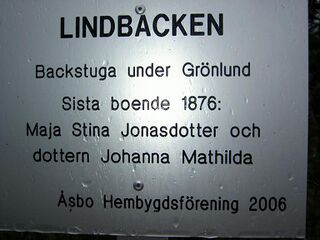 LINDBACKEN
Backstuga under Grönlund
Sista boende 1876:
Maja Stina Jonasdotter och
dottern Johanna Mathilda
Åsbo Hembygdsförening 2006